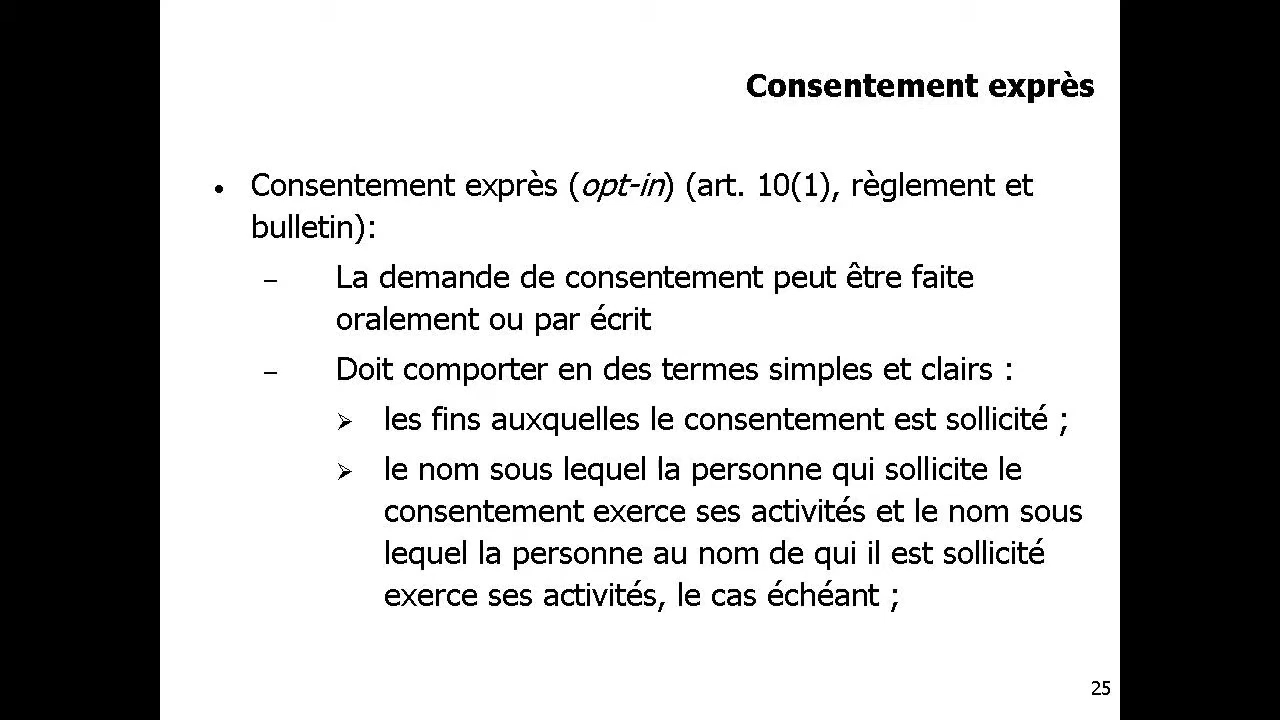 Consentement exprès
• Consentement exprès (opt-in) (art. 10(1), règlement et
bulletin):
– La demande de consentement peut être faite
oralement ou par écrit
– Doit comporter en des termes simples et clairs :
➢ les fins auxquelles le consentement est sollicité ;
➢ le nom sous lequel la personne qui sollicite le
consentement exerce ses activités et le nom sous
lequel la personne au nom de qui il est sollicité
exerce ses activités, le cas échéant ;
25